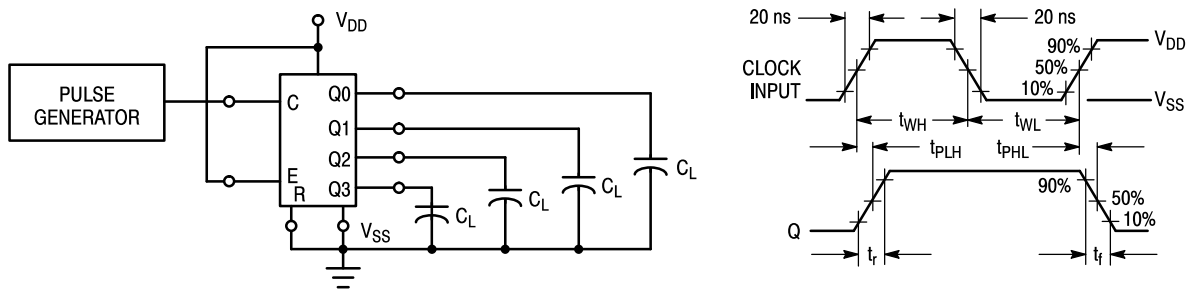 V_DD
PULSE
GENERATOR
C
E
R
Q0
Q1
Q2
Q3
V_SS
C_L
C_L
C_L
C_L
20 ns
20 ns
CLOCK
INPUT
90%
50%
10%
V_DD
V_SS
t_WH
t_WL
t_PLH
t_PHL
90%
50%
10%
Q
t_r
t_f